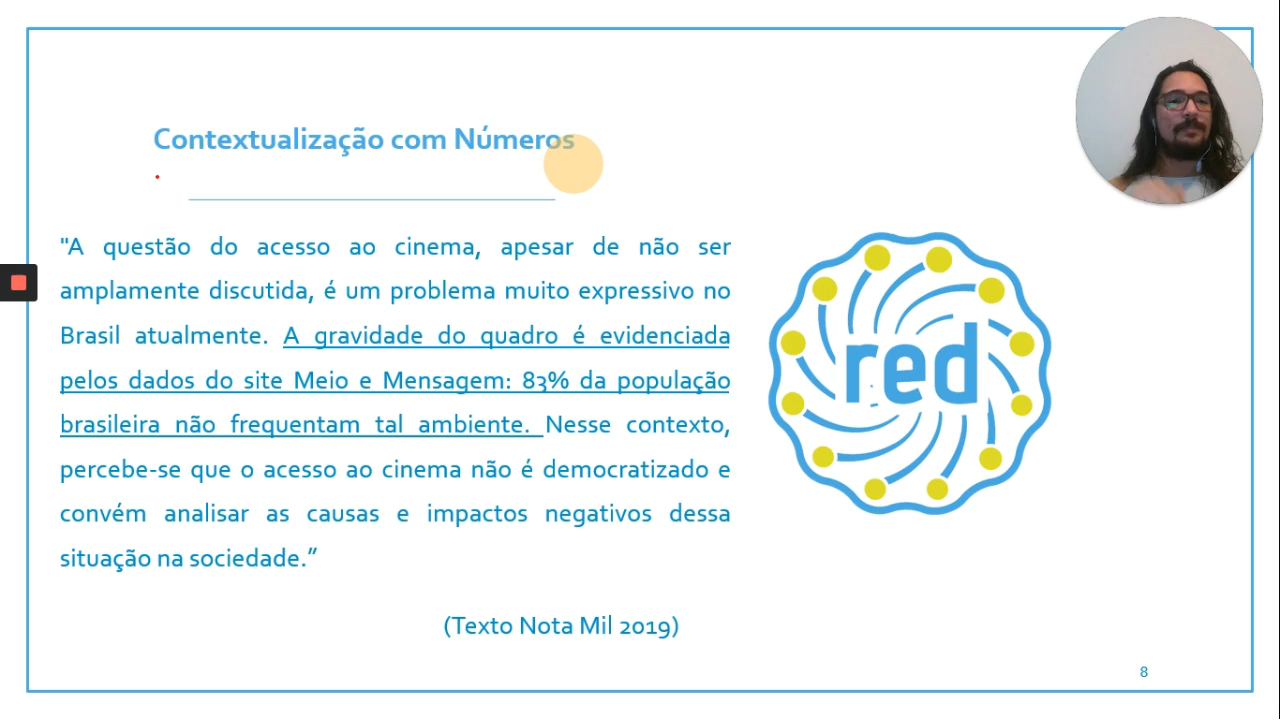 Contextualização com Números
"A questão do acesso ao cinema, apesar de não ser
amplamente discutida, é um problema muito expressivo no
Brasil atualmente. A gravidade do quadro é evidenciada
pelos dados do site Meio e Mensagem: 83% da população
brasileira não frequentam tal ambiente. Nesse contexto,
percebe-se que o acesso ao cinema não é democratizado e
convém analisar as causas e impactos negativos dessa
situação na sociedade.”
(Texto Nota Mil 2019)
red
8